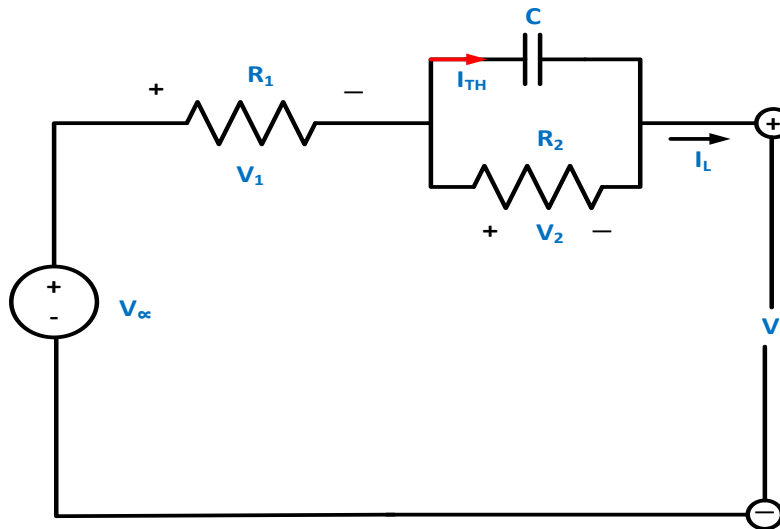 C
R₁
+
—
I_TH
+
R₂
I_L
V₁
+
V₂
—
+
-
V∝
V
—